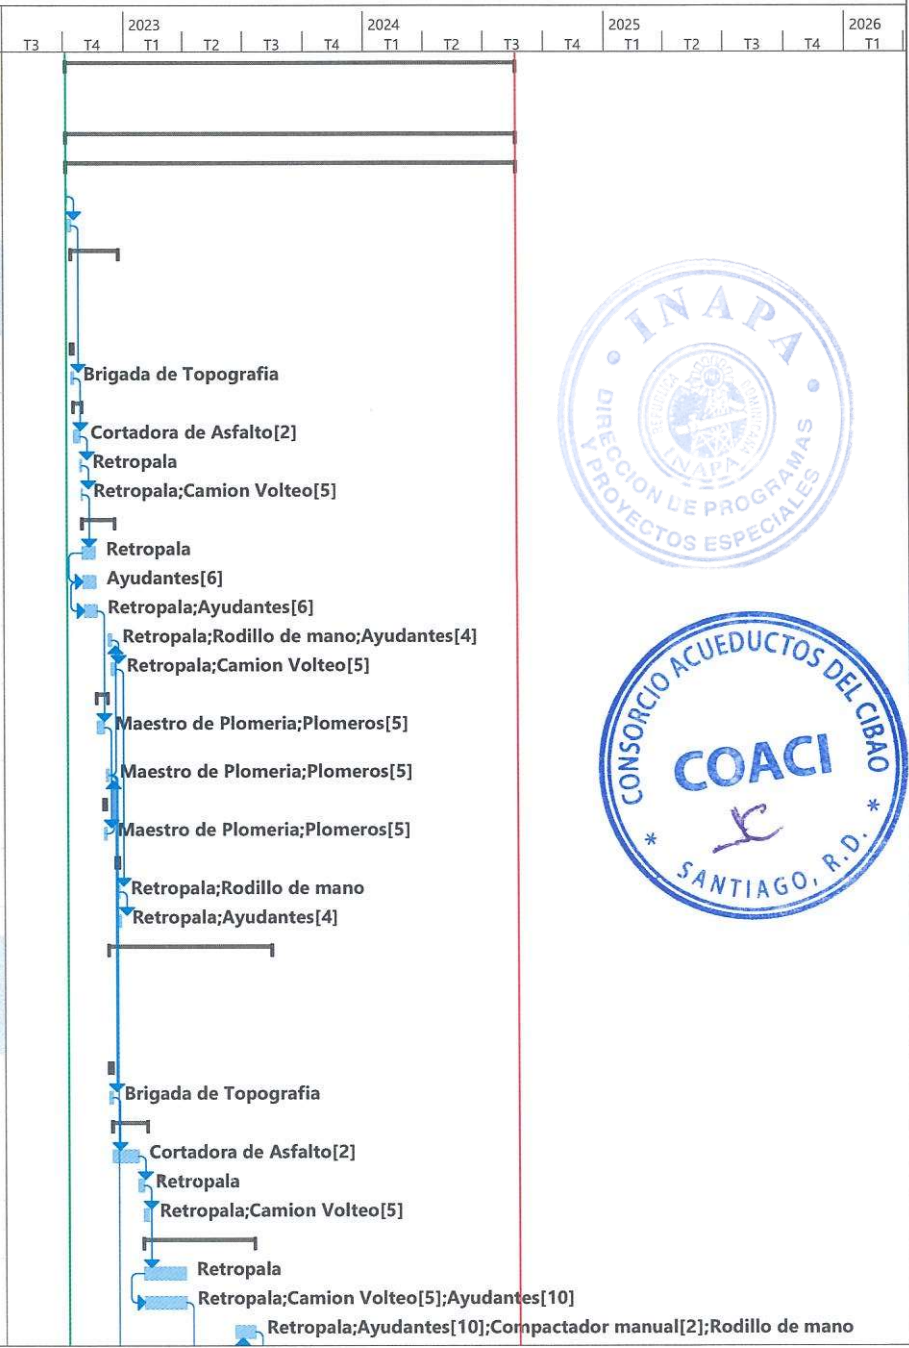 2023 2024 2025 2026
T3 T4 T1 T2 T3 T4 T1 T2 T3 T4 T1 T2 T3 T4 T1
Brigada de Topografia
Cortadora de Asfalto[2]
Retropala
Retropala;Camion Volteo[5]
Retropala
Ayudantes[6]
Retropala;Ayudantes[6]
Retropala;Rodillo de mano;Ayudantes[4]
Retropala;Camion Volteo[5]
Maestro de Plomeria;Plomeros[5]
Maestro de Plomeria;Plomeros[5]
Maestro de Plomeria;Plomeros[5]
Retropala;Rodillo de mano
Retropala;Ayudantes[4]
Brigada de Topografia
Cortadora de Asfalto[2]
Retropala
Retropala;Camion Volteo[5]
Retropala
Retropala;Camion Volteo[5];Ayudantes[10]
Retropala;Ayudantes[10];Compactador manual[2];Rodillo de mano
INAPA
DIRECCION DE PROGRAMAS
Y PROYECTOS ESPECIALES
REPUBLICA DOMINICANA
INAPA
CONSORCIO ACUEDUCTOS DEL CIBAO
COACI
* SANTIAGO, R.D. *